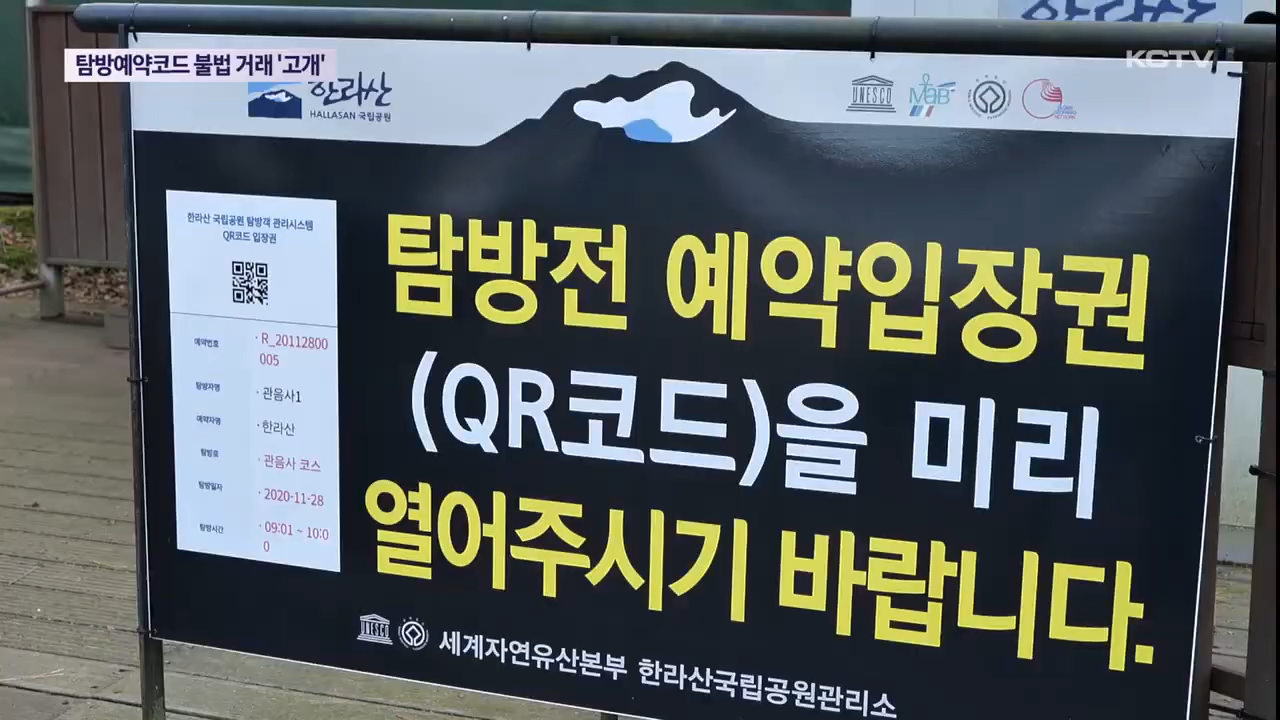 탐방예약코드 불법 거래 '고개'
KCTV
한라산
한라산
HALLASAN 국립공원
UNESCO
MaB
한라산 국립공원 탐방객 관리시스템
QR코드 입장권
예약번호 · R_20112800
005
탐방자명 · 관음사1
예약자명 · 한라산
탐방로 · 관음사 코스
탐방일자 · 2020-11-28
탐방시간 · 09:01 ~ 10:0
0
탐방전 예약입장권
(QR코드)을 미리
열어주시기 바랍니다.
UNESCO
세계자연유산본부 한라산국립공원관리소